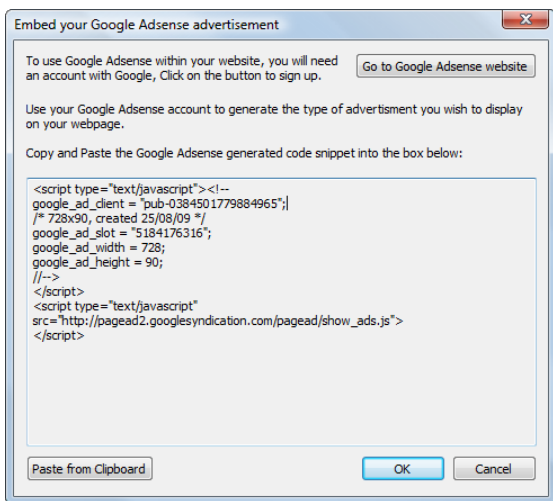 Embed your Google Adsense advertisement
To use Google Adsense within your website, you will need
an account with Google, Click on the button to sign up.
Go to Google Adsense website
Use your Google Adsense account to generate the type of advertisment you wish to display
on your webpage.
Copy and Paste the Google Adsense generated code snippet into the box below:
<script type="text/javascript"><!--
google_ad_client = "pub-0384501779884965";
/* 728x90, created 25/08/09 */
google_ad_slot = "5184176316";
google_ad_width = 728;
google_ad_height = 90;
//-->
</script>
<script type="text/javascript"
src="http://pagead2.googlesyndication.com/pagead/show_ads.js">
</script>
Paste from Clipboard
OK
Cancel